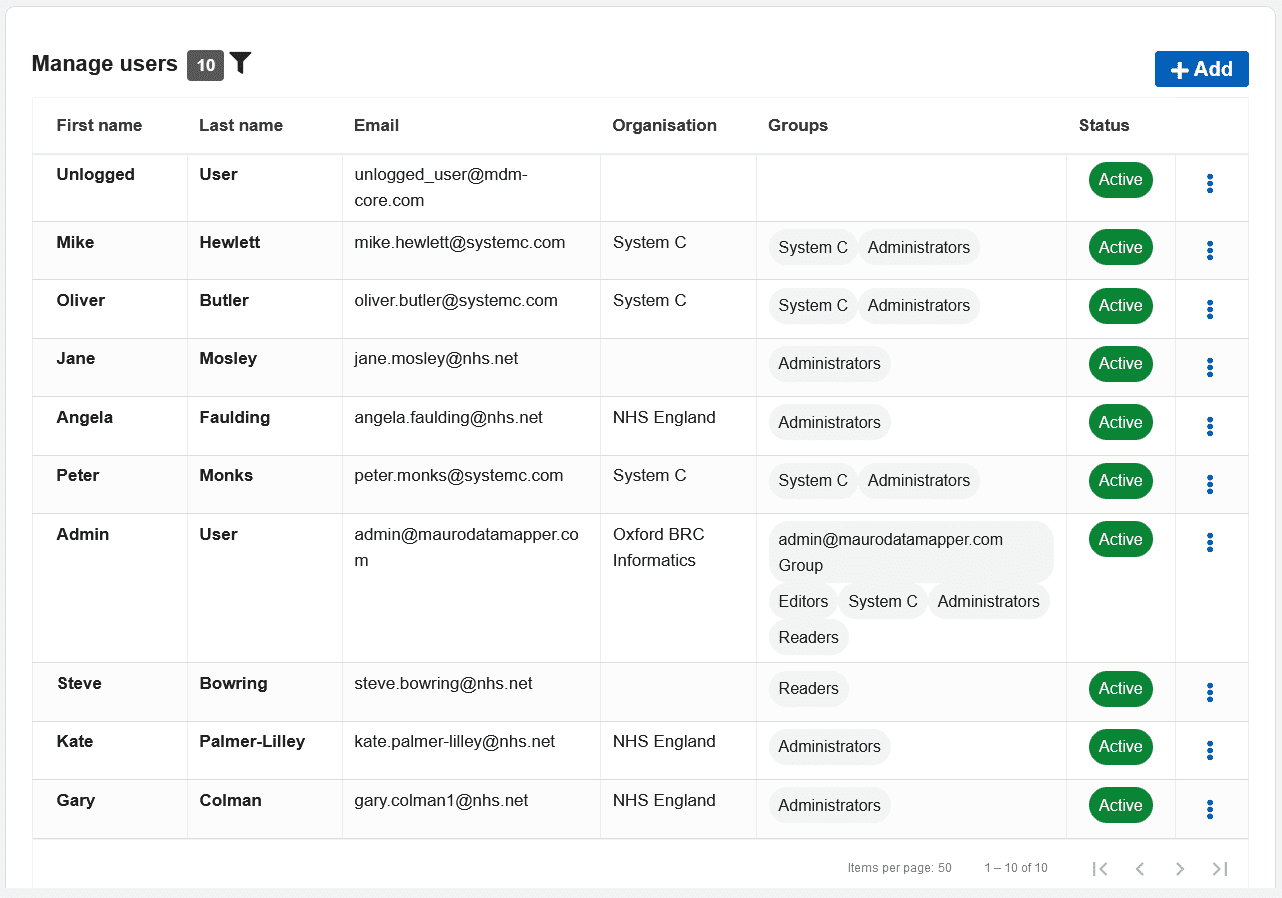 Manage users 10
+ Add
First name Last name Email Organisation Groups Status
Unlogged User unlogged_user@mdm- Active
core.com
Mike Hewlett mike.hewlett@systemc.com System C System C Administrators Active
Oliver Butler oliver.butler@systemc.com System C System C Administrators Active
Jane Mosley jane.mosley@nhs.net Administrators Active
Angela Faulding angela.faulding@nhs.net NHS England Administrators Active
Peter Monks peter.monks@systemc.com System C System C Administrators Active
Admin User admin@maurodatamapper.co Oxford BRC admin@maurodatamapper.com Active
m Informatics Group
Editors System C Administrators
Readers
Steve Bowring steve.bowring@nhs.net Readers Active
Kate Palmer-Lilley kate.palmer-lilley@nhs.net NHS England Administrators Active
Gary Colman gary.colman1@nhs.net NHS England Administrators Active
Items per page: 50 1 – 10 of 10